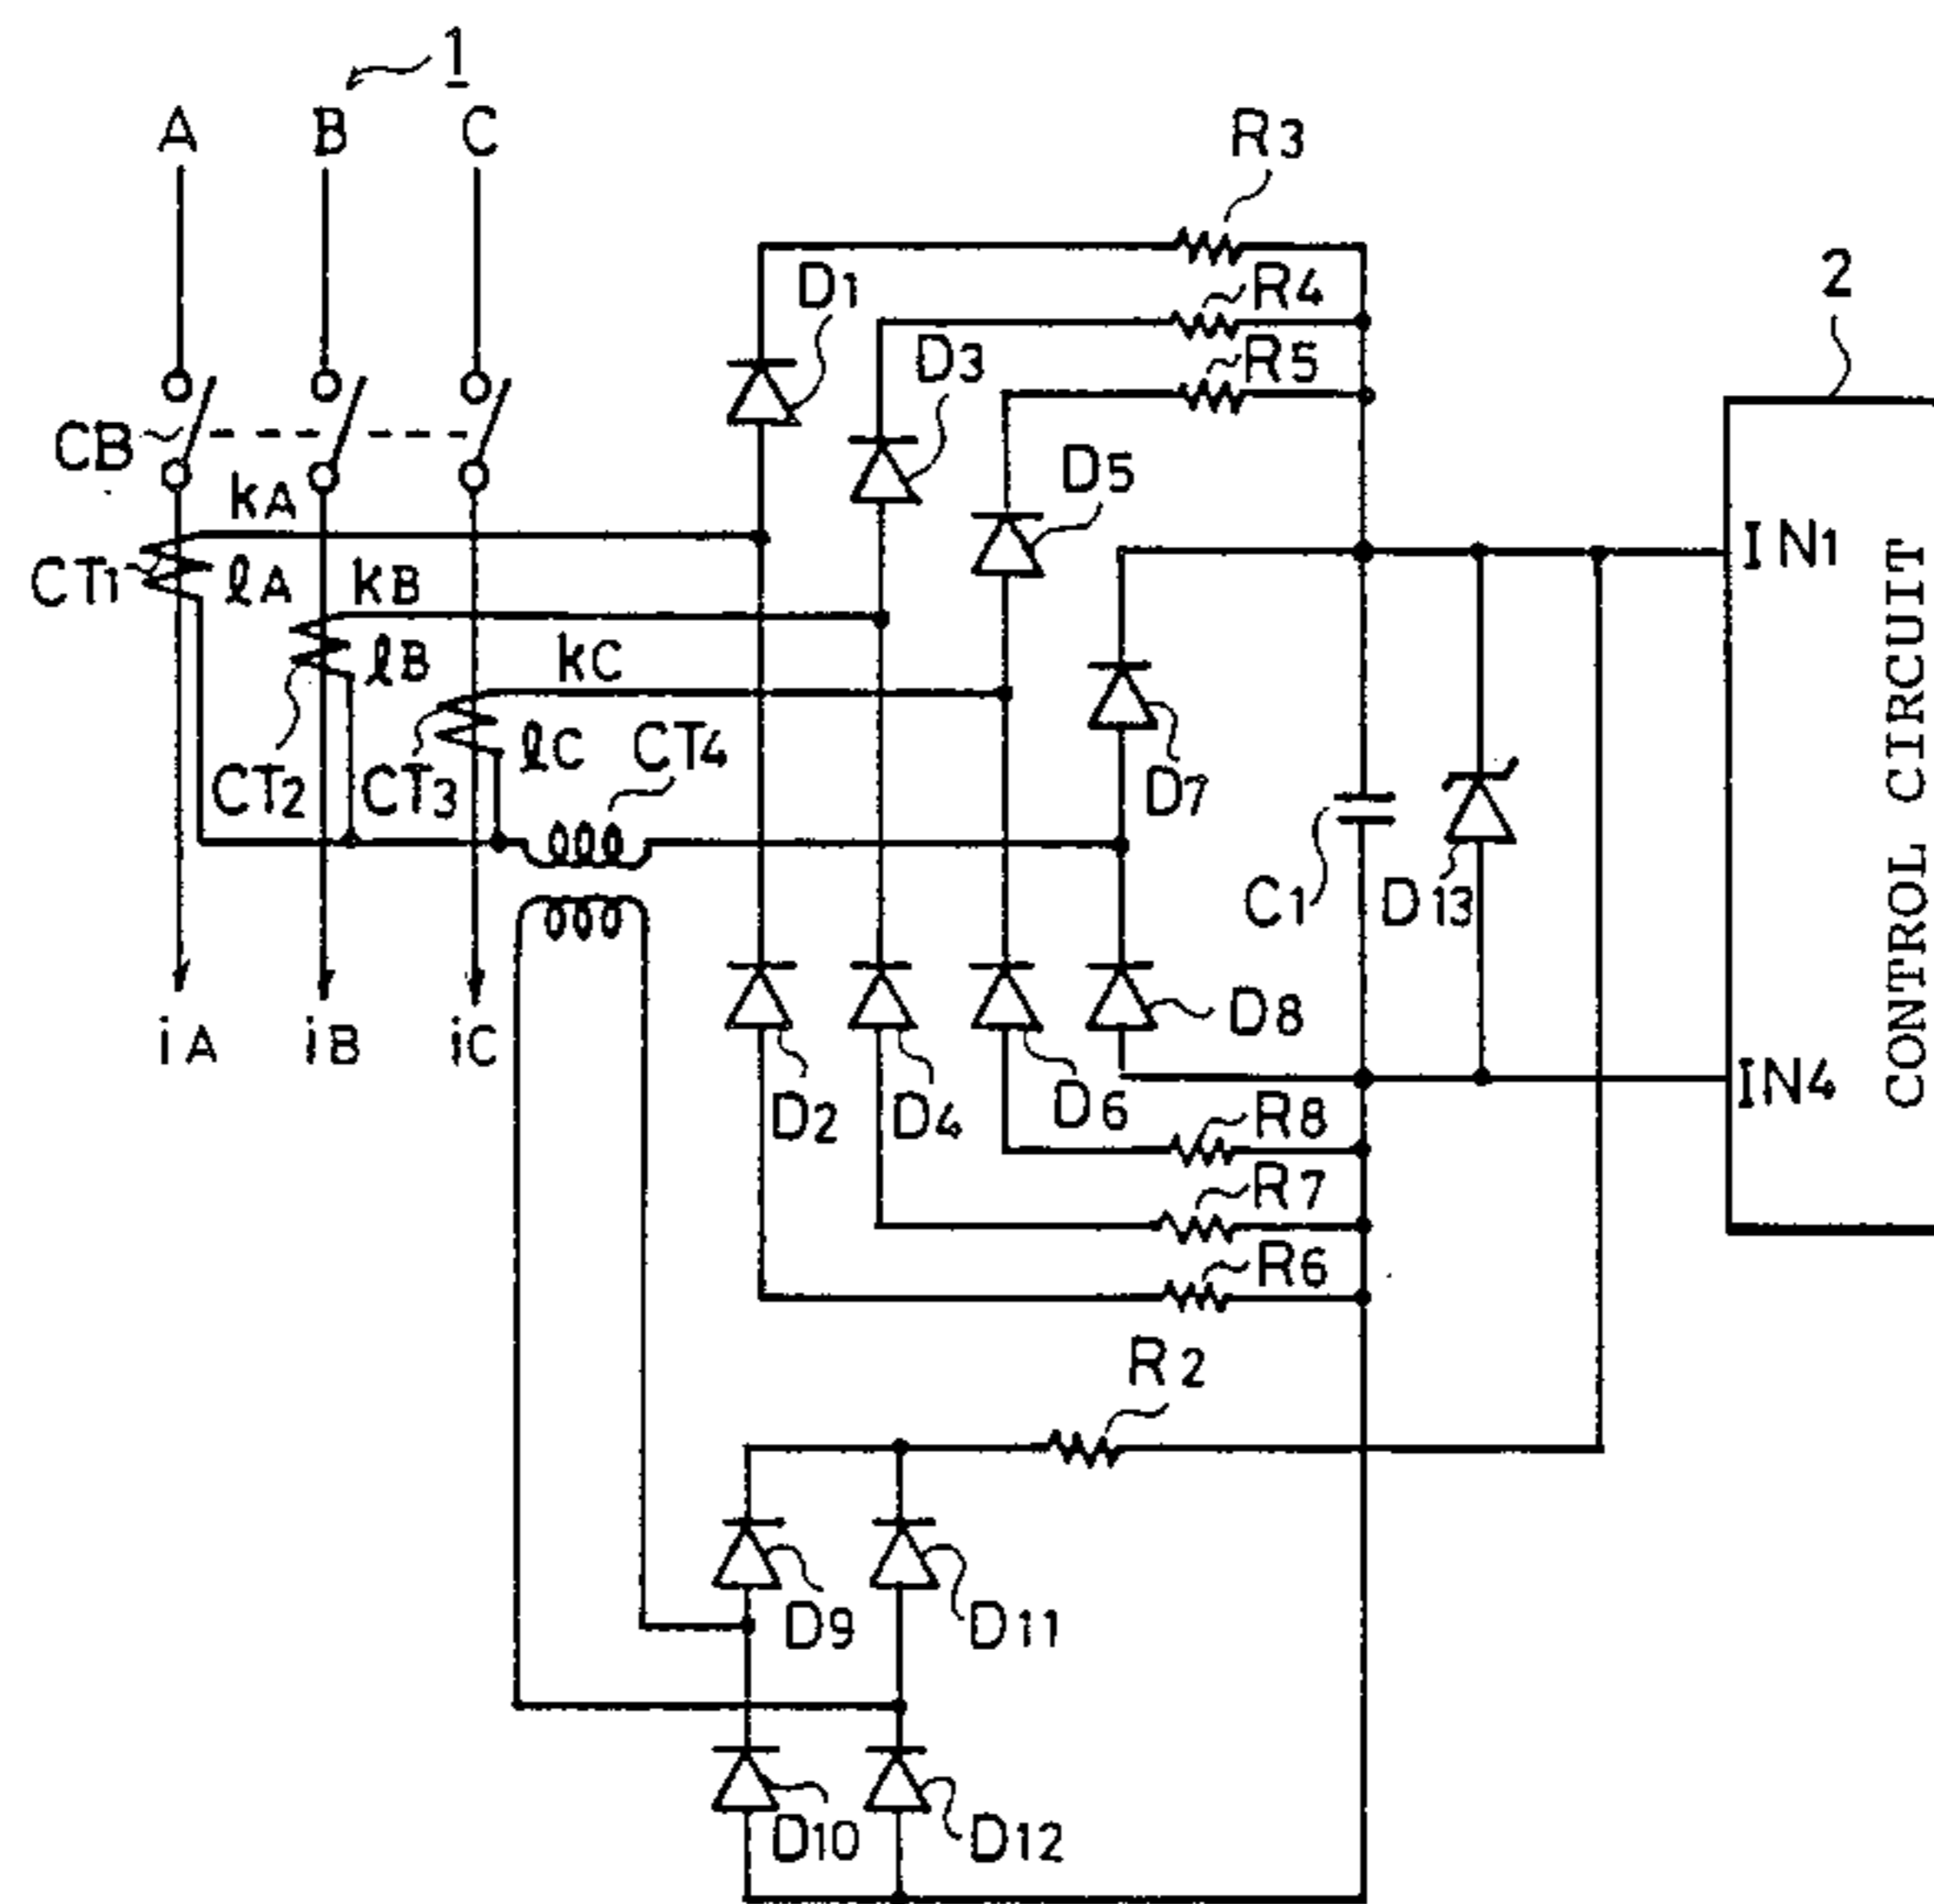 1
A B C
R3
D1
R4
2
D3
R5
CB
D5
kA
IN1
CT1
lA
kB
lB
kC
lC
CT4
CT2
CT3
D7
C1
D13
CONTROL CIRCUIT
D8
iA iB iC
D2
D4
D6
R8
IN4
R7
R6
R2
D9
D11
D10
D12